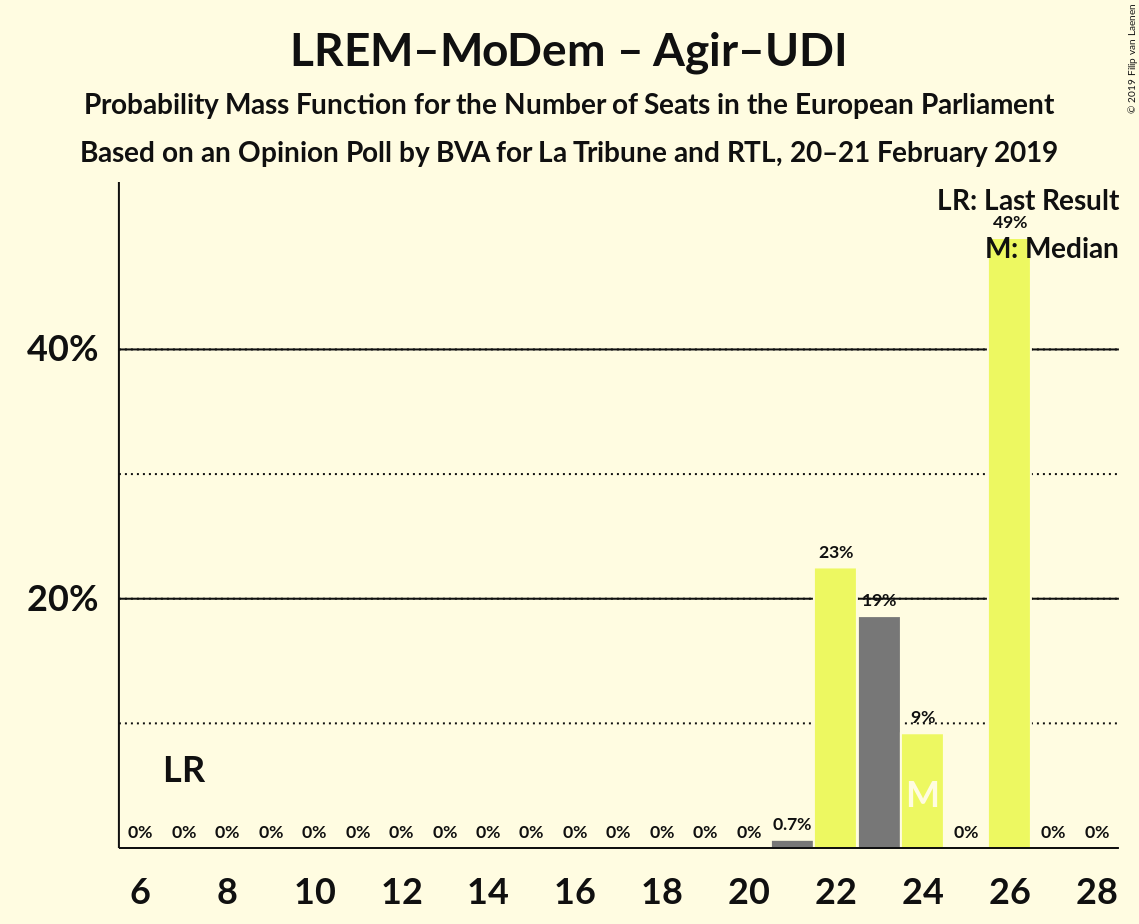 LREM–MoDem – Agir–UDI
Probability Mass Function for the Number of Seats in the European Parliament
Based on an Opinion Poll by BVA for La Tribune and RTL, 20–21 February 2019
© 2019 Filip van Laenen
LR: Last Result
49%
M: Median
40%
23%
20%
19%
9%
LR
M
0% 0% 0% 0% 0% 0% 0% 0% 0% 0% 0% 0% 0% 0% 0% 0.7% 0% 0% 0%
6 8 10 12 14 16 18 20 22 24 26 28